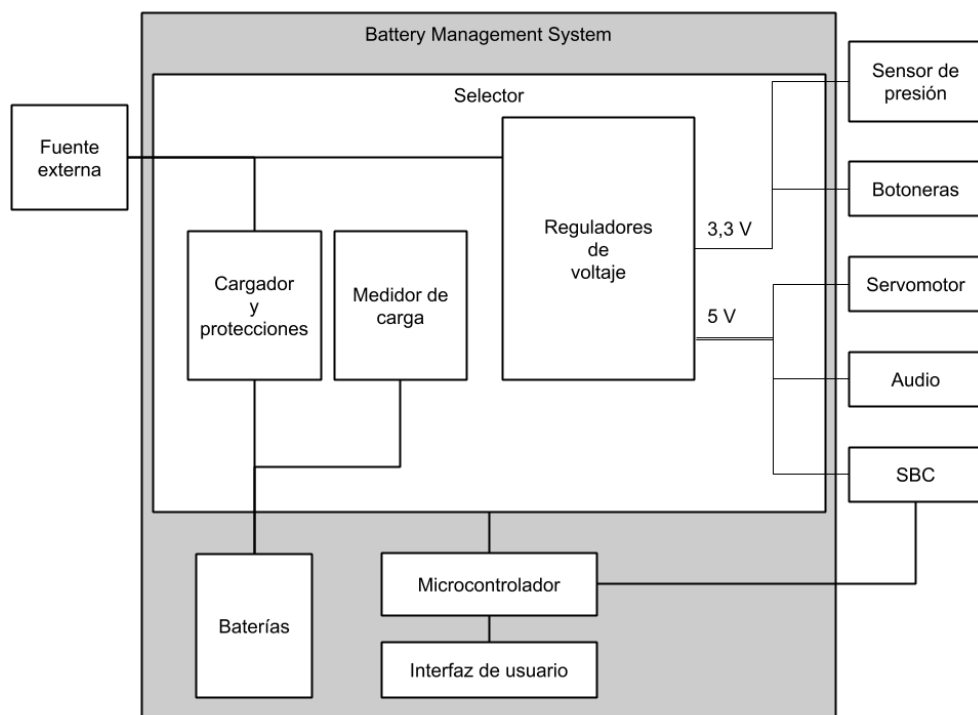 Battery Management System
Selector
Fuente
externa
Cargador
y
protecciones
Medidor de
carga
Reguladores
de
voltaje
3,3 V
5 V
Sensor de
presión
Botoneras
Servomotor
Audio
SBC
Baterías
Microcontrolador
Interfaz de usuario